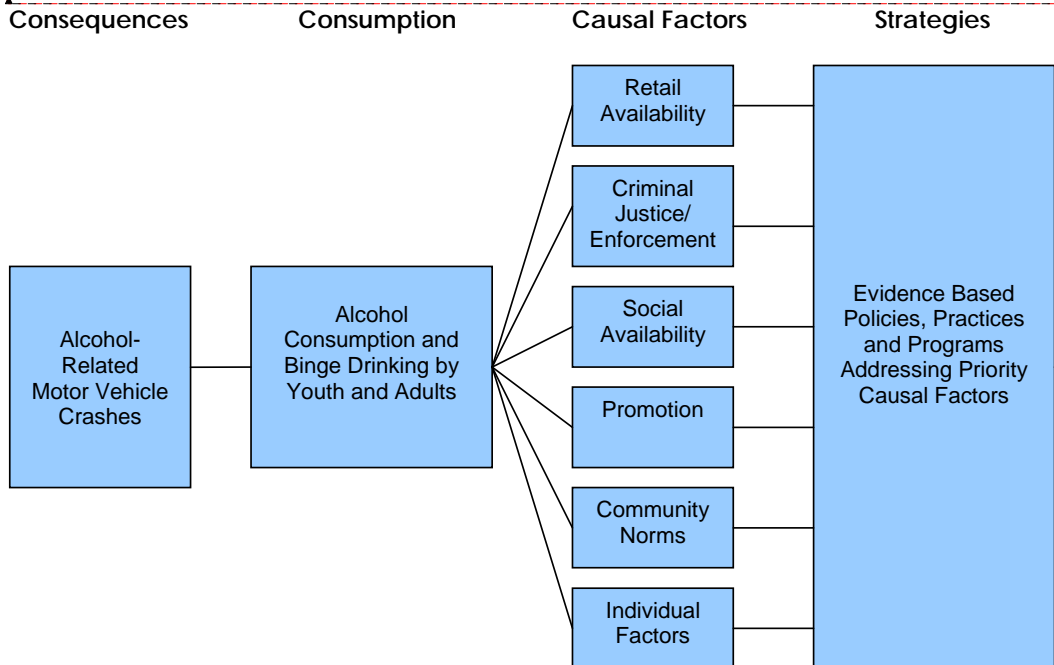 Consequences
Consumption
Causal Factors
Strategies
Alcohol-
Related
Motor Vehicle
Crashes
Alcohol
Consumption and
Binge Drinking by
Youth and Adults
Retail
Availability
Criminal
Justice/
Enforcement
Social
Availability
Promotion
Community
Norms
Individual
Factors
Evidence Based
Policies, Practices
and Programs
Addressing Priority
Causal Factors